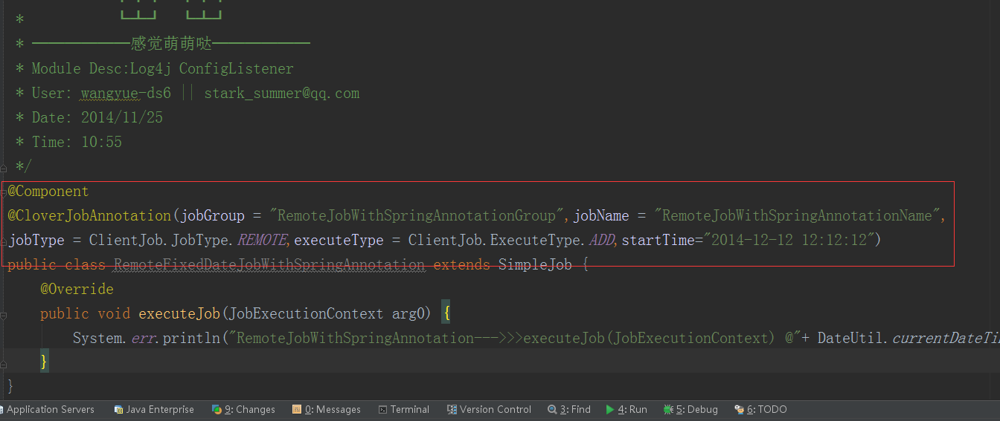 *
* ────────────感觉萌萌哒────────────
* Module Desc:Log4j ConfigListener
* User: wangyue-ds6 || stark_summer@qq.com
* Date: 2014/11/25
* Time: 10:55
*/
@Component
@CloverJobAnnotation(jobGroup = "RemoteJobWithSpringAnnotationGroup",jobName = "RemoteJobWithSpringAnnotationName",
jobType = ClientJob.JobType.REMOTE,executeType = ClientJob.ExecuteType.ADD,startTime="2014-12-12 12:12:12")
public class RemoteFixedDateJobWithSpringAnnotation extends SimpleJob {
@Override
public void executeJob(JobExecutionContext arg0) {
System.err.println("RemoteJobWithSpringAnnotation--->>>executeJob(JobExecutionContext) @"+ DateUtil.currentDateTi
}
}
Application Servers Java Enterprise 9: Changes 0: Messages Terminal Version Control 3: Find 4: Run 5: Debug 6: TODO